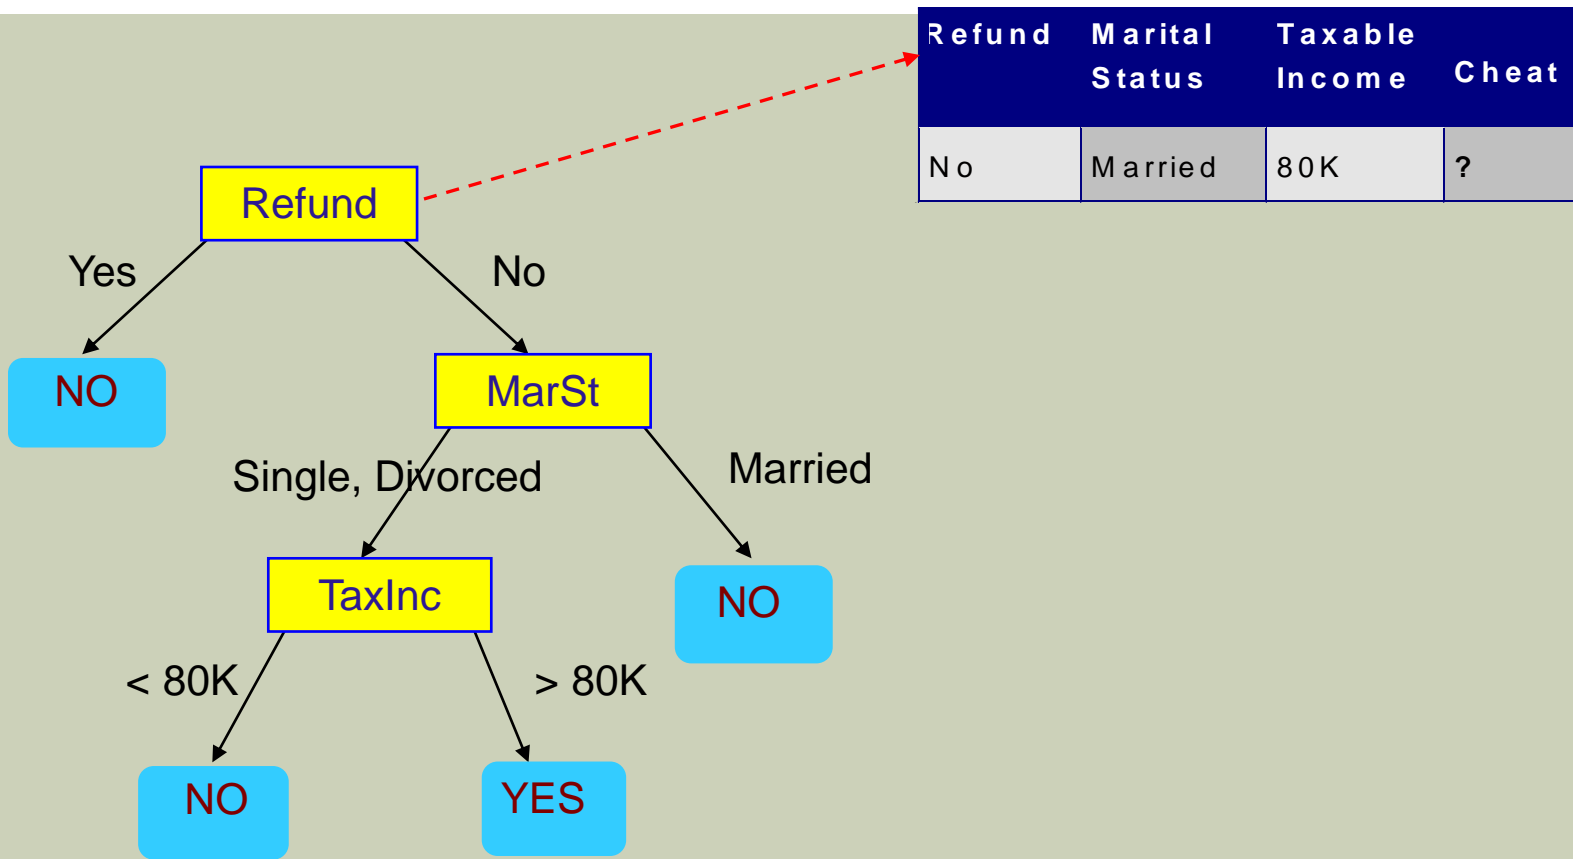 Refund Marital Status Taxable Income Cheat
No Married 80K ?
Refund
Yes No
NO MarSt
Single, Divorced Married
TaxInc NO
< 80K > 80K
NO YES